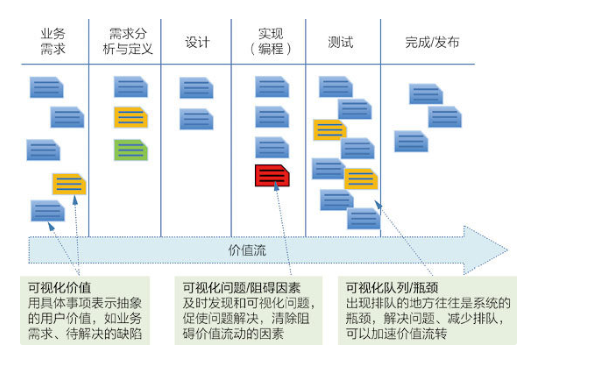 业务
需求
需求分
析与定义
设计
实现
（编程）
测试
完成/发布
价值流
可视化价值
用具体事项表示抽象
的用户价值，如业务
需求、待解决的缺陷
可视化问题/阻碍因素
及时发现和可视化问题，
促使问题解决，清除阻
碍价值流动的因素
可视化队列/瓶颈
出现排队的地方往往是系统的
瓶颈，解决问题、减少排队，
可以加速价值流转